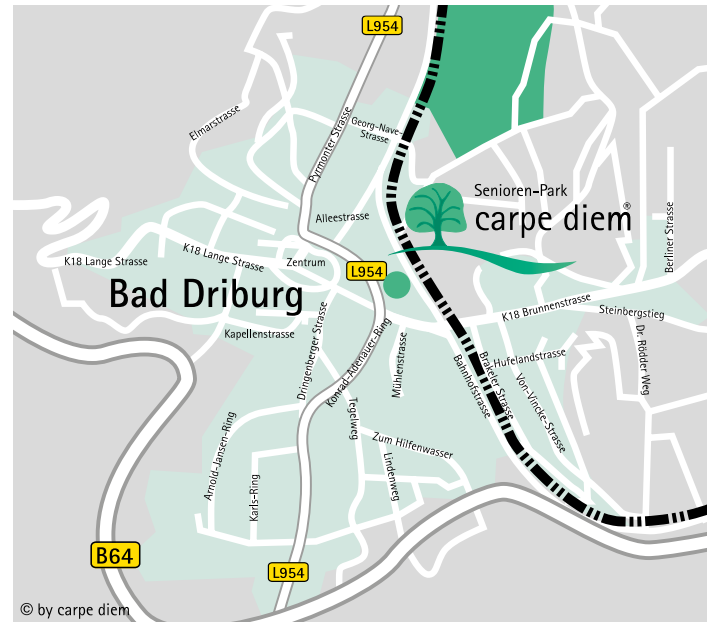 L954
Elmarstrasse
Pyrmonter Strasse
Georg-Nave-
Strasse
Senioren-Park
carpe diem®
Alleestrasse
Berliner Strasse
K18 Lange Strasse
K18 Lange Strasse
Zentrum
L954
Bad Driburg
K18 Brunnenstrasse
Steinbergstieg
Kapellenstrasse
Dringenberger Strasse
Konrad-Adenauer-Ring
Mühlenstrasse
Bahnhofstrasse
Brakeler Strasse
Hufelandstrasse
Von-Vincke-Strasse
Dr. Rödder Weg
Tegelweg
Zum Hilfenwasser
Lindenweg
Arnold-Jansen-Ring
Karls-Ring
B64
L954
© by carpe diem